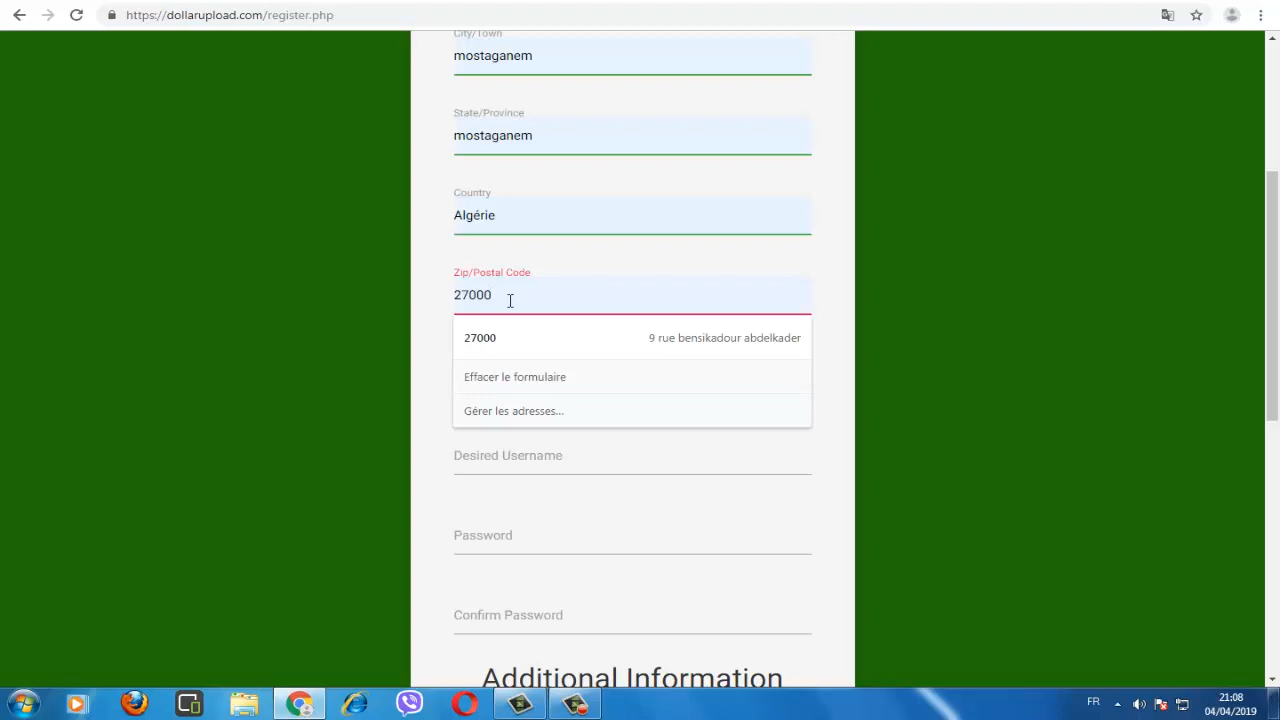 https://dollarupload.com/register.php
City/Town
mostaganem
State/Province
mostaganem
Country
Algérie
Zip/Postal Code
27000
27000 9 rue bensikadour abdelkader
Effacer le formulaire
Gérer les adresses...
Desired Username
Password
Confirm Password
Additional Information
FR
21:08
04/04/2019